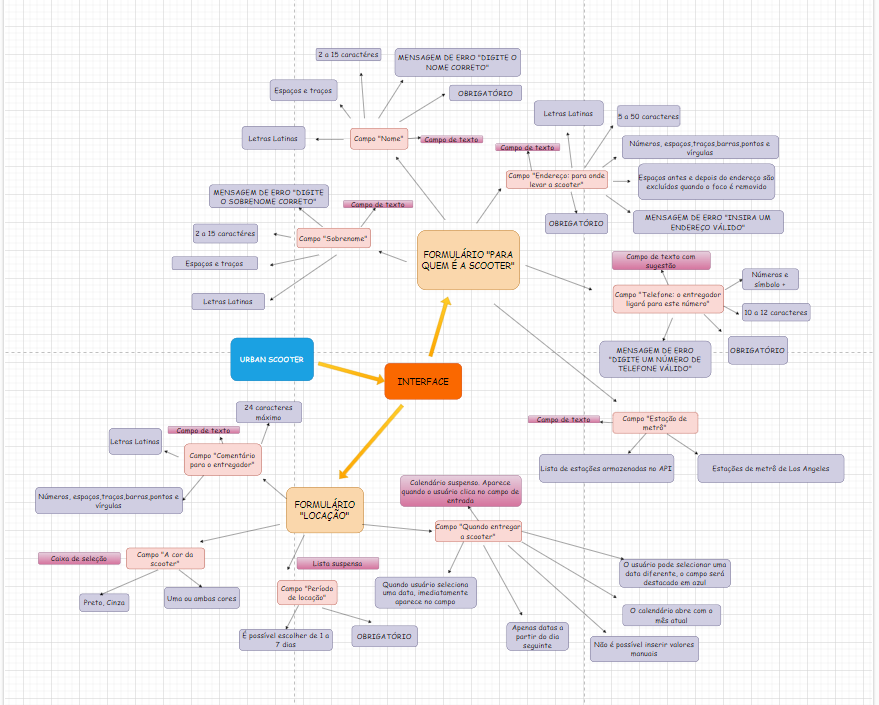 2 a 15 caractéres
MENSAGEM DE ERRO "DIGITE O
NOME CORRETO"
Espaços e traços
OBRIGATÓRIO
Letras Latinas
Campo "Nome"
Campo de texto
Letras Latinas
5 a 50 caracteres
Campo de texto
Números, espaços,traços,barras,pontos e
vírgulas
Campo "Endereço: para onde
levar a scooter"
Espaços antes e depois do endereço são
excluídos quando o foco é removido
OBRIGATÓRIO
MENSAGEM DE ERRO "INSIRA UM
ENDEREÇO VÁLIDO"
MENSAGEM DE ERRO "DIGITE
O SOBRENOME CORRETO"
Campo de texto
2 a 15 caractéres
Campo "Sobrenome"
Espaços e traços
Letras Latinas
FORMULÁRIO "PARA
QUEM É A SCOOTER"
Campo de texto com
sugestão
Números e
símbolo +
Campo "Telefone: o entregador
ligará para este número"
10 a 12 caracteres
MENSAGEM DE ERRO
"DIGITE UM NÚMERO DE
TELEFONE VÁLIDO"
OBRIGATÓRIO
URBAN SCOOTER
INTERFACE
Campo de texto
Campo "Estação de
metrô"
Lista de estações armazenadas no API
Estações de metrô de Los Angeles
24 caracteres
máximo
Campo de texto
Letras Latinas
Campo "Comentário
para o entregador"
Números, espaços,traços,barras,pontos e
vírgulas
FORMULÁRIO
"LOCAÇÃO"
Calendário suspenso. Aparece
quando o usuário clica no campo de
entrada
Campo "Quando entregar
a scooter"
Caixa de seleção
Campo "A cor da
scooter"
Preto, Cinza
Uma ou ambas cores
Lista suspensa
Campo "Período
de locação"
É possível escolher de 1 a
7 dias
OBRIGATÓRIO
Quando usuário seleciona
uma data, imediatamente
aparece no campo
Apenas datas a
partir do dia
seguinte
O usuário pode selecionar uma
data diferente, o campo será
destacado em azul
O calendário abre com o
mês atual
Não é possível inserir valores
manuais